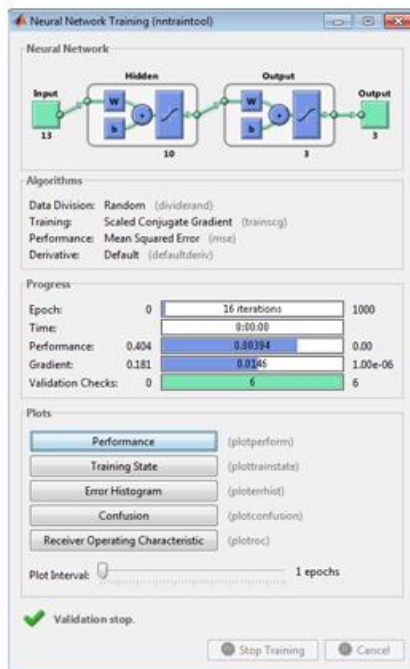 Neural Network Training (nntraintool)
Neural Network
Hidden Output
Input Output
W W
b b
+ +
13 10 3 3
Algorithms
Data Division: Random (dividerand)
Training: Scaled Conjugate Gradient (trainscg)
Performance: Mean Squared Error (mse)
Derivative: Default (defaultderiv)
Progress
Epoch: 0 16 iterations 1000
Time: 0:00:00
Performance: 0.404 0.00394 0.00
Gradient: 0.181 0.0146 1.00e-06
Validation Checks: 0 6 6
Plots
Performance (plotperform)
Training State (plottrainstate)
Error Histogram (ploterrhist)
Confusion (plotconfusion)
Receiver Operating Characteristic (plotroc)
Plot Interval: 1 epochs
Validation stop.
Stop Training Cancel